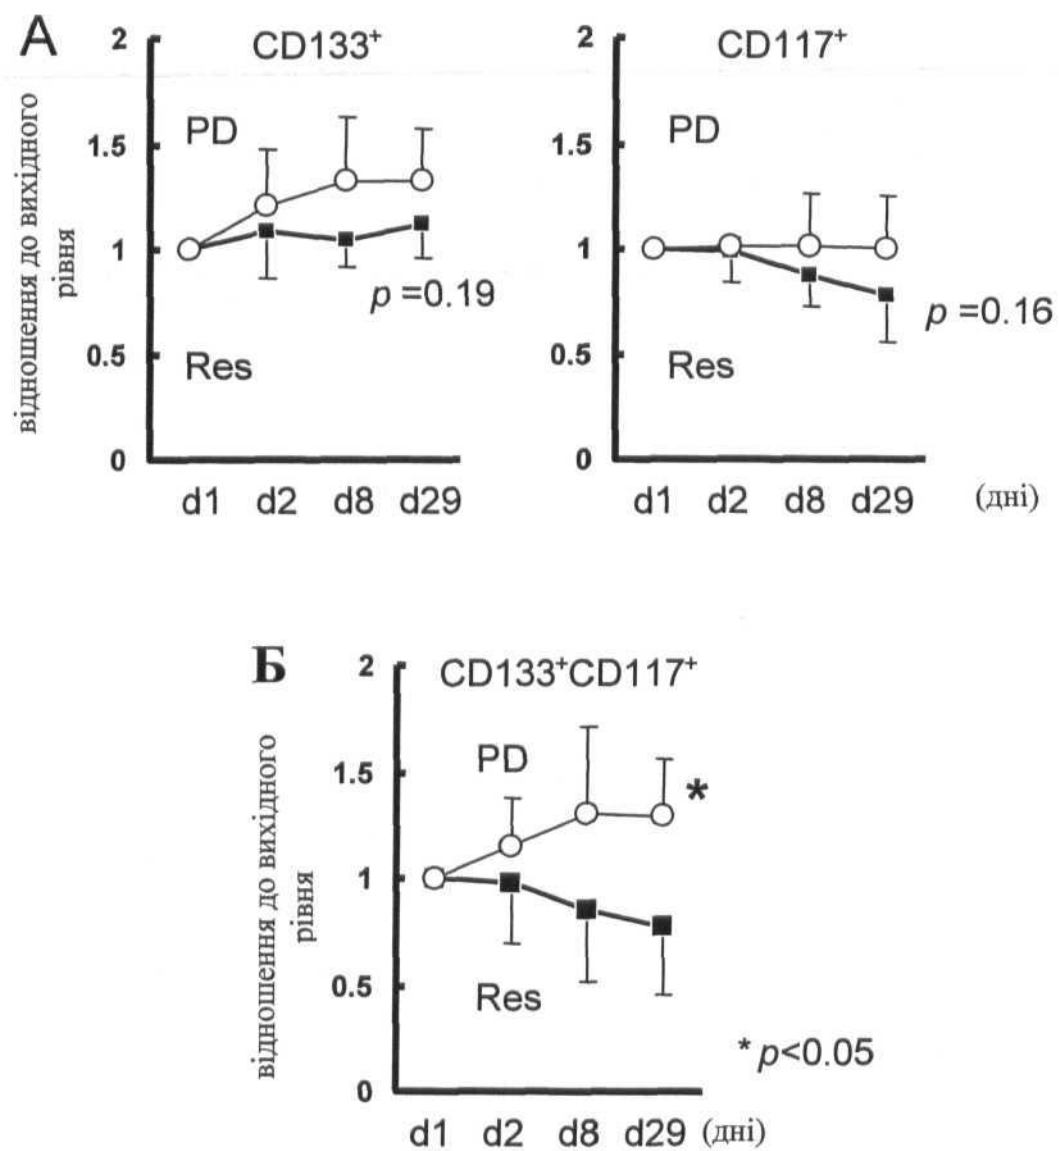 А
CD133⁺
CD117⁺
відношення до вихідного
рівня
2
1.5
1
0.5
0
PD
Res
p =0.19
d1 d2 d8 d29
2
1.5
1
0.5
0
PD
Res
p =0.16
d1 d2 d8 d29 (дні)
Б
CD133⁺CD117⁺
відношення до вихідного
рівня
2
1.5
1
0.5
0
PD
*
Res
* p<0.05
d1 d2 d8 d29 (дні)